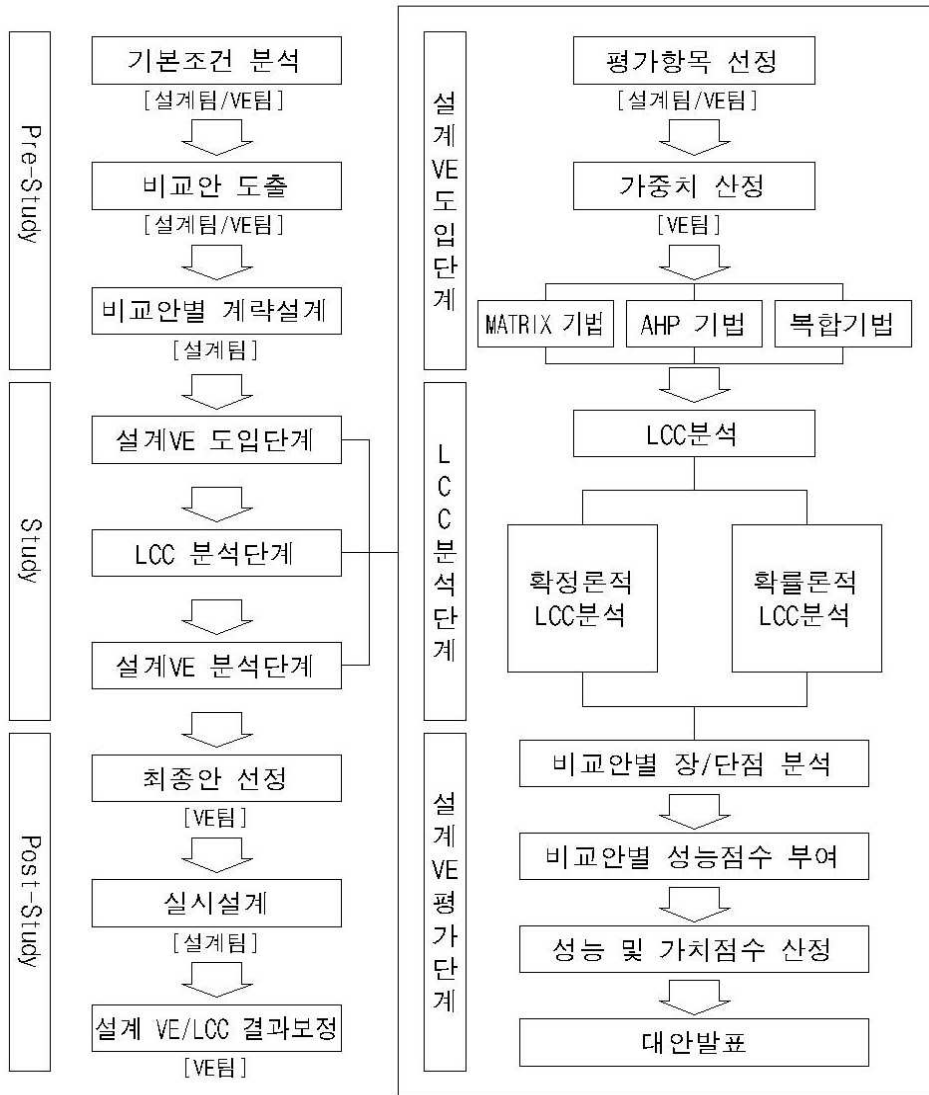 Pre-Study
기본조건 분석
[설계팀/VE팀]
비교안 도출
[설계팀/VE팀]
비교안별 계략설계
[설계팀]
Study
설계VE 도입단계
LCC 분석단계
설계VE 분석단계
Post-Study
최종안 선정
[VE팀]
실시설계
[설계팀]
설계 VE/LCC 결과보정
[VE팀]
설계VE도입단계
평가항목 선정
[설계팀/VE팀]
가중치 산정
[VE팀]
MATRIX 기법
AHP 기법
복합기법
LCC분석단계
LCC분석
확정론적
LCC분석
확률론적
LCC분석
설계VE평가단계
비교안별 장/단점 분석
비교안별 성능점수 부여
성능 및 가치점수 산정
대안발표